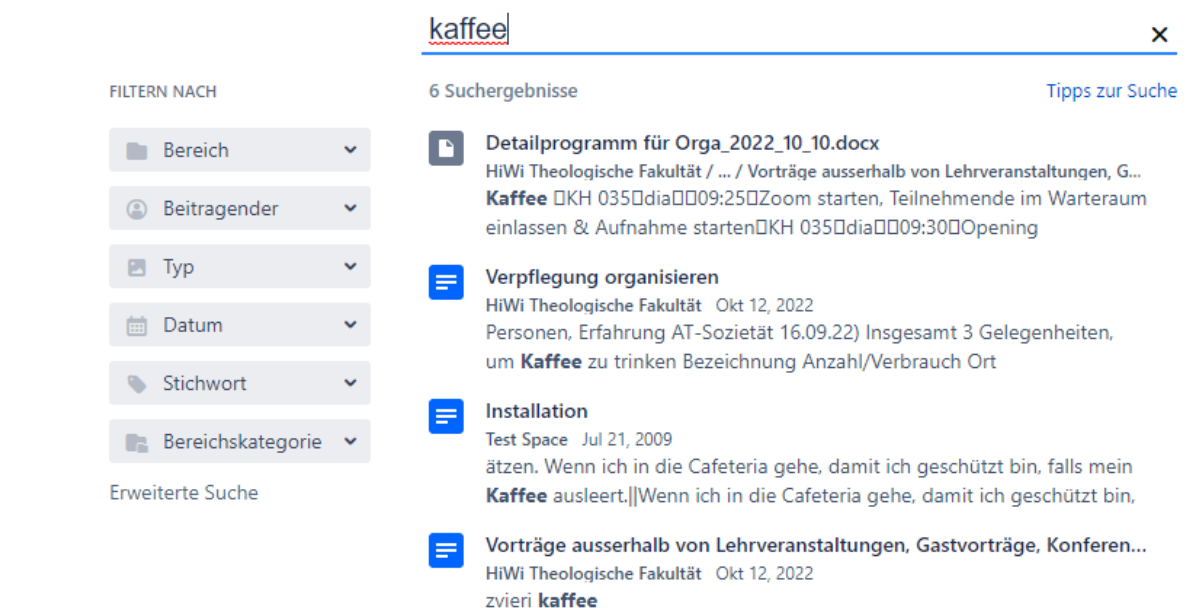 kaffee
FILTERN NACH
6 Suchergebnisse
Tipps zur Suche
Bereich
Beitragender
Typ
Datum
Stichwort
Bereichskategorie
Erweiterte Suche
Detailprogramm für Orga_2022_10_10.docx
HiWi Theologische Fakultät / ... / Vorträge ausserhalb von Lehrveranstaltungen, G...
Kaffee ▯KH 035▯dia▯▯09:25▯Zoom starten, Teilnehmende im Warteraum
einlassen & Aufnahme starten▯KH 035▯dia▯▯09:30▯Opening
Verpflegung organisieren
HiWi Theologische Fakultät Okt 12, 2022
Personen, Erfahrung AT-Sozietät 16.09.22) Insgesamt 3 Gelegenheiten,
um Kaffee zu trinken Bezeichnung Anzahl/Verbrauch Ort
Installation
Test Space Jul 21, 2009
ätzen. Wenn ich in die Cafeteria gehe, damit ich geschützt bin, falls mein
Kaffee ausleert.||Wenn ich in die Cafeteria gehe, damit ich geschützt bin,
Vorträge ausserhalb von Lehrveranstaltungen, Gastvorträge, Konferen...
HiWi Theologische Fakultät Okt 12, 2022
zvieri kaffee